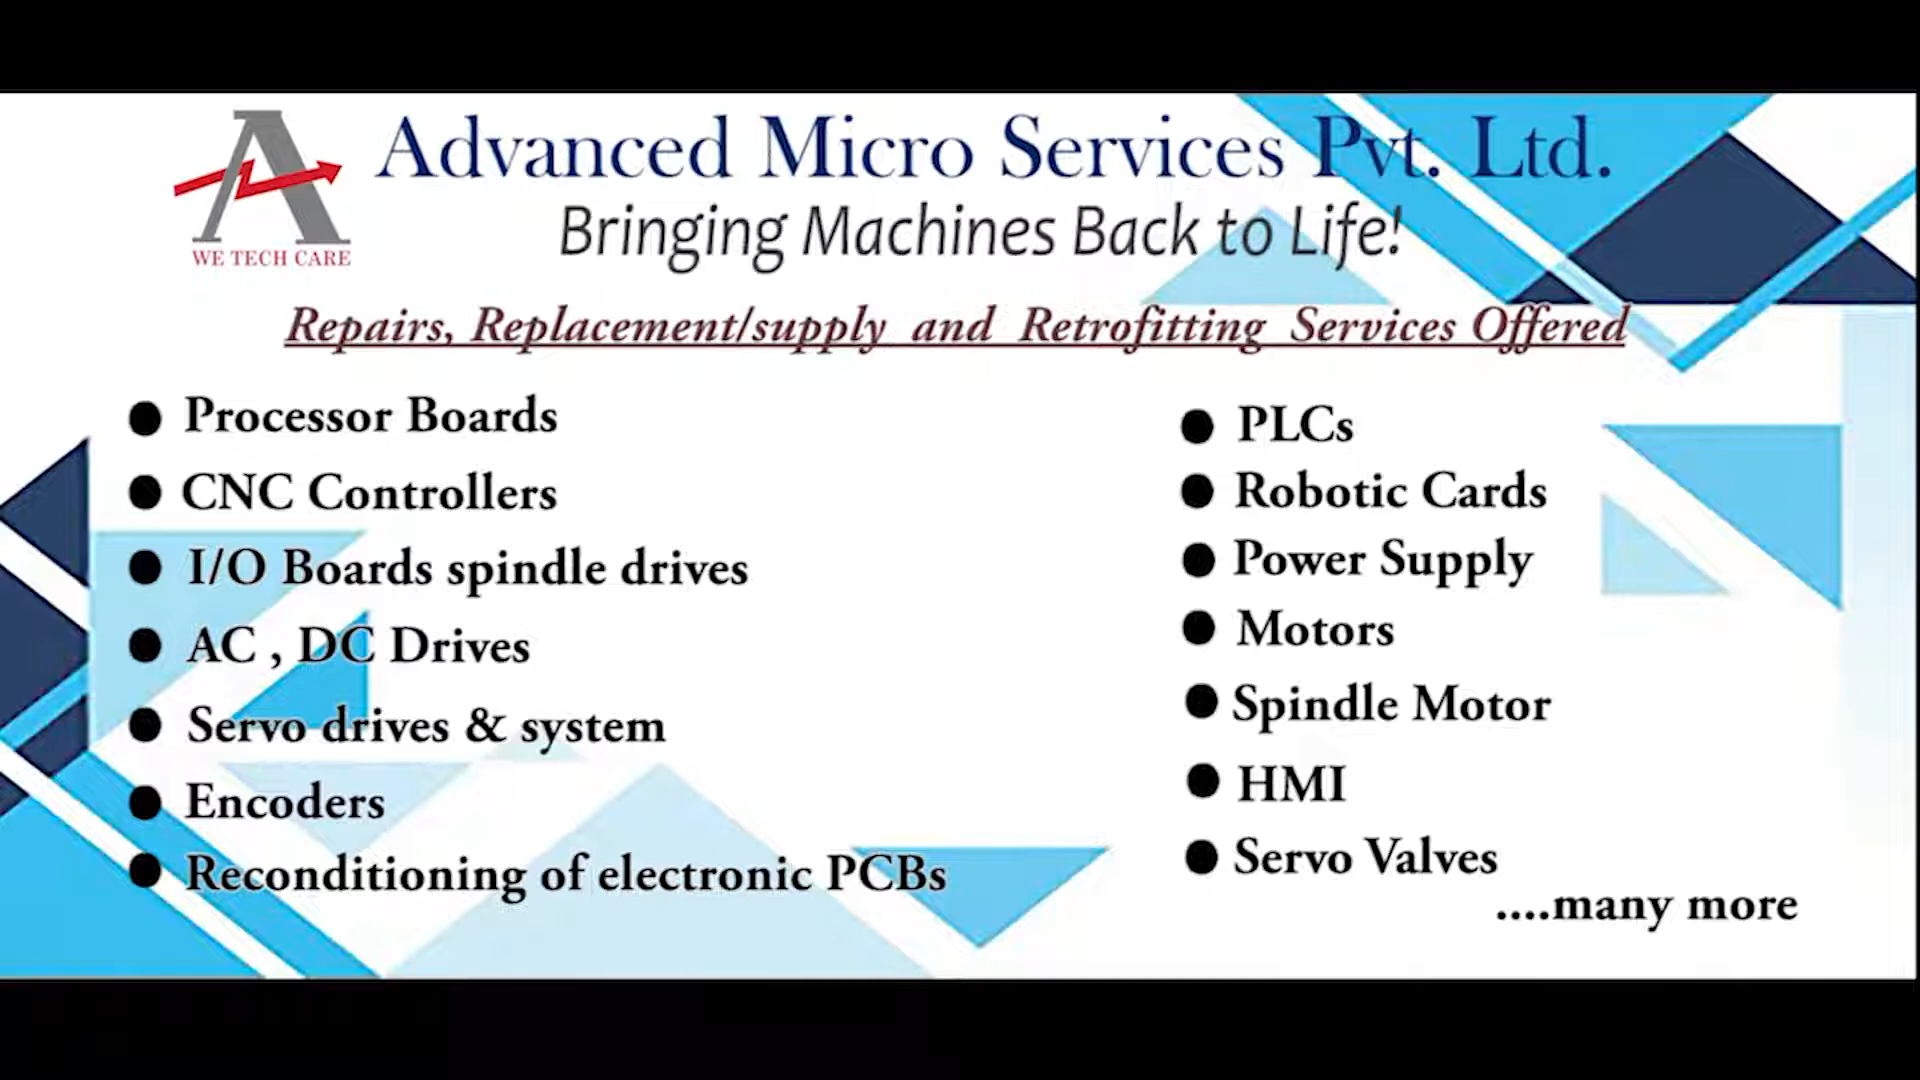 Advanced Micro Services Pvt. Ltd.
WE TECH CARE
Bringing Machines Back to Life!
Repairs, Replacement/supply and Retrofitting Services Offered
● Processor Boards
● CNC Controllers
● I/O Boards spindle drives
● AC , DC Drives
● Servo drives & system
● Encoders
● Reconditioning of electronic PCBs
● PLCs
● Robotic Cards
● Power Supply
● Motors
● Spindle Motor
● HMI
● Servo Valves
....many more